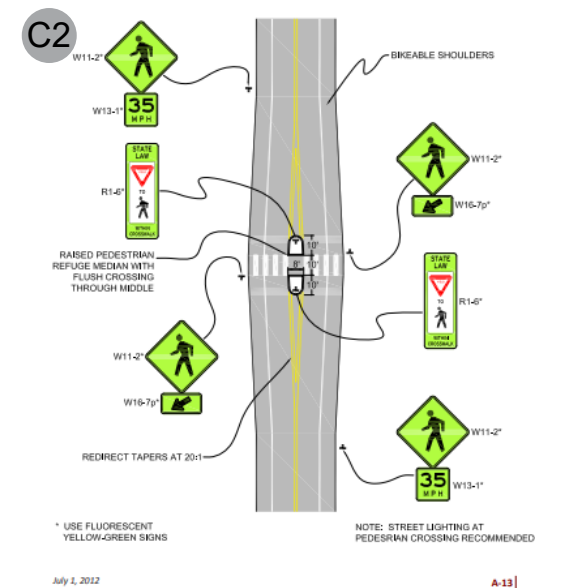 C2
W11-2*
35
MPH
W13-1*
BIKEABLE SHOULDERS
STATE
LAW
TO
WITHIN
CROSSWALK
R1-6*
W11-2*
W16-7p*
RAISED PEDESTRIAN
REFUGE MEDIAN WITH
FLUSH CROSSING
THROUGH MIDDLE
10'
8'
10'
10'
STATE
LAW
TO
WITHIN
CROSSWALK
R1-6*
W11-2*
W16-7p*
REDIRECT TAPERS AT 20:1
W11-2*
35
MPH
W13-1*
* USE FLUORESCENT
YELLOW-GREEN SIGNS
NOTE: STREET LIGHTING AT
PEDESRIAN CROSSING RECOMMENDED
July 1, 2012
A-13